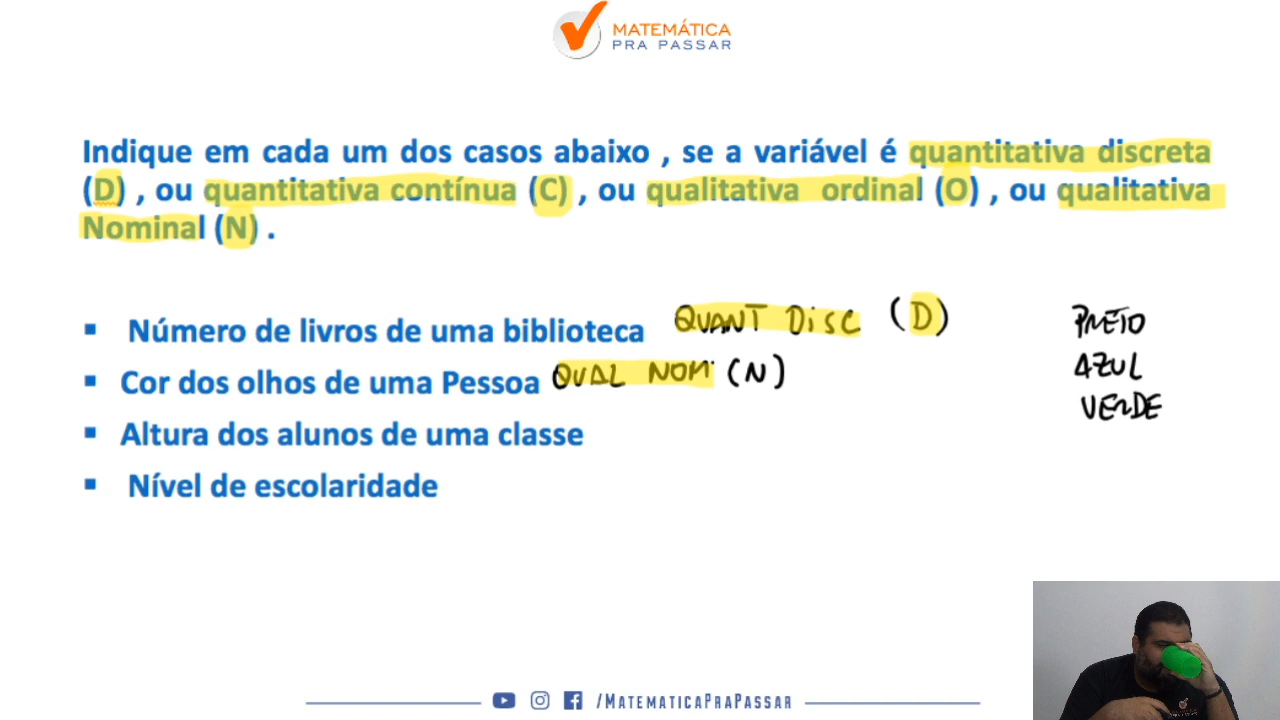 MATEMÁTICA
PRA PASSAR
Indique em cada um dos casos abaixo , se a variável é quantitativa discreta
(D) , ou quantitativa contínua (C) , ou qualitativa ordinal (O) , ou qualitativa
Nominal (N) .
▪ Número de livros de uma biblioteca QUANT DISC (D)
▪ Cor dos olhos de uma Pessoa QUAL NOM (N)
▪ Altura dos alunos de uma classe
▪ Nível de escolaridade
PRETO
AZUL
VERDE
/MATEMATICAPRAPASSAR